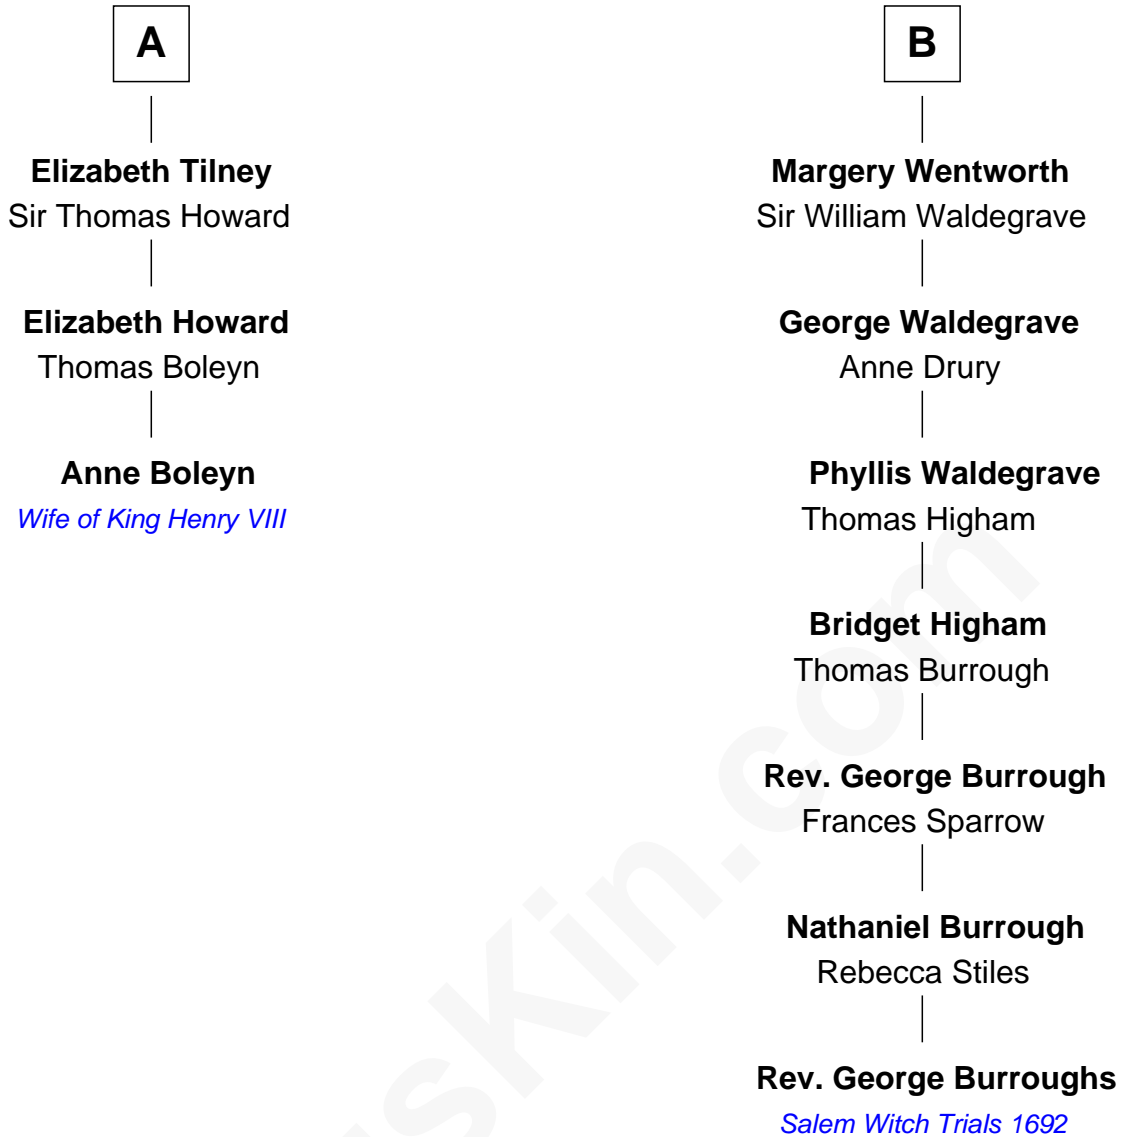 A
Elizabeth Tilney
Sir Thomas Howard
Elizabeth Howard
Thomas Boleyn
Anne Boleyn
Wife of King Henry VIII
B
Margery Wentworth
Sir William Waldegrave
George Waldegrave
Anne Drury
Phyllis Waldegrave
Thomas Higham
Bridget Higham
Thomas Burrough
Rev. George Burrough
Frances Sparrow
Nathaniel Burrough
Rebecca Stiles
Rev. George Burroughs
Salem Witch Trials 1692
sKin.com